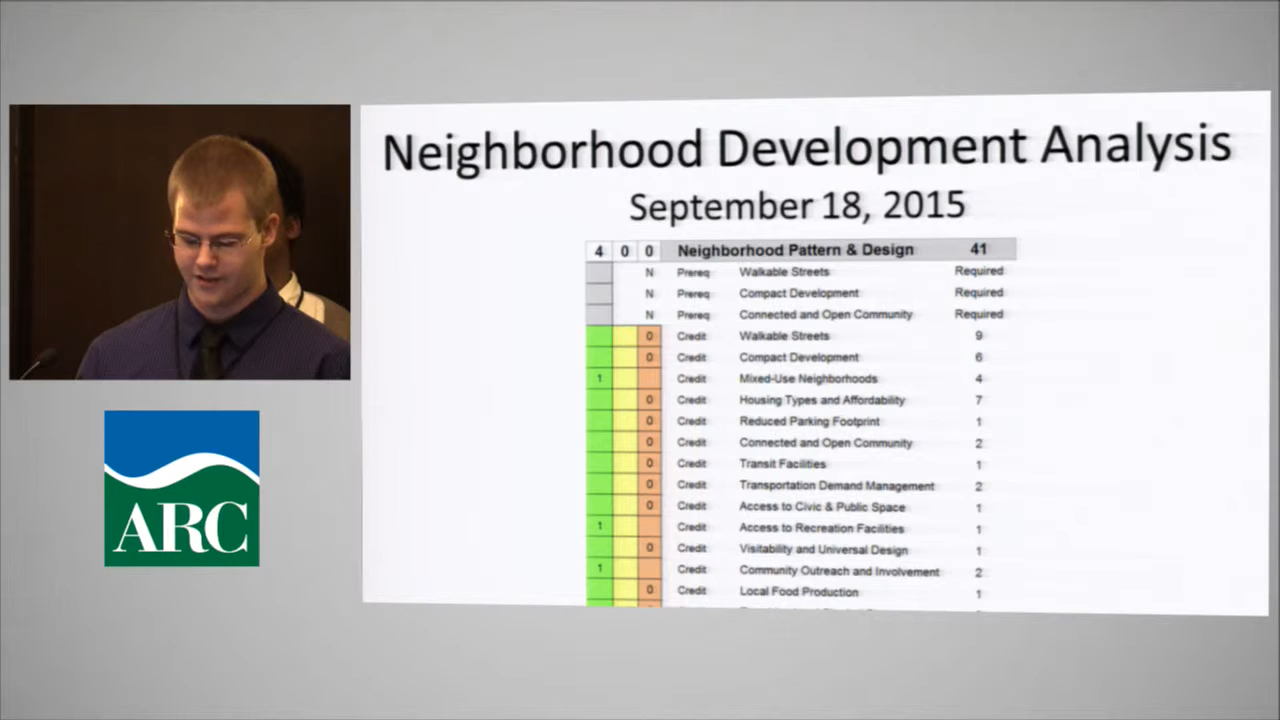 Neighborhood Development Analysis
September 18, 2015
4 0 0 Neighborhood Pattern & Design 41
N Prereq Walkable Streets Required
N Prereq Compact Development Required
N Prereq Connected and Open Community Required
0 Credit Walkable Streets 9
0 Credit Compact Development 6
1 Credit Mixed-Use Neighborhoods 4
0 Credit Housing Types and Affordability 7
0 Credit Reduced Parking Footprint 1
0 Credit Connected and Open Community 2
0 Credit Transit Facilities 1
0 Credit Transportation Demand Management 2
0 Credit Access to Civic & Public Space 1
1 Credit Access to Recreation Facilities 1
0 Credit Visitability and Universal Design 1
1 Credit Community Outreach and Involvement 2
0 Credit Local Food Production 1
ARC